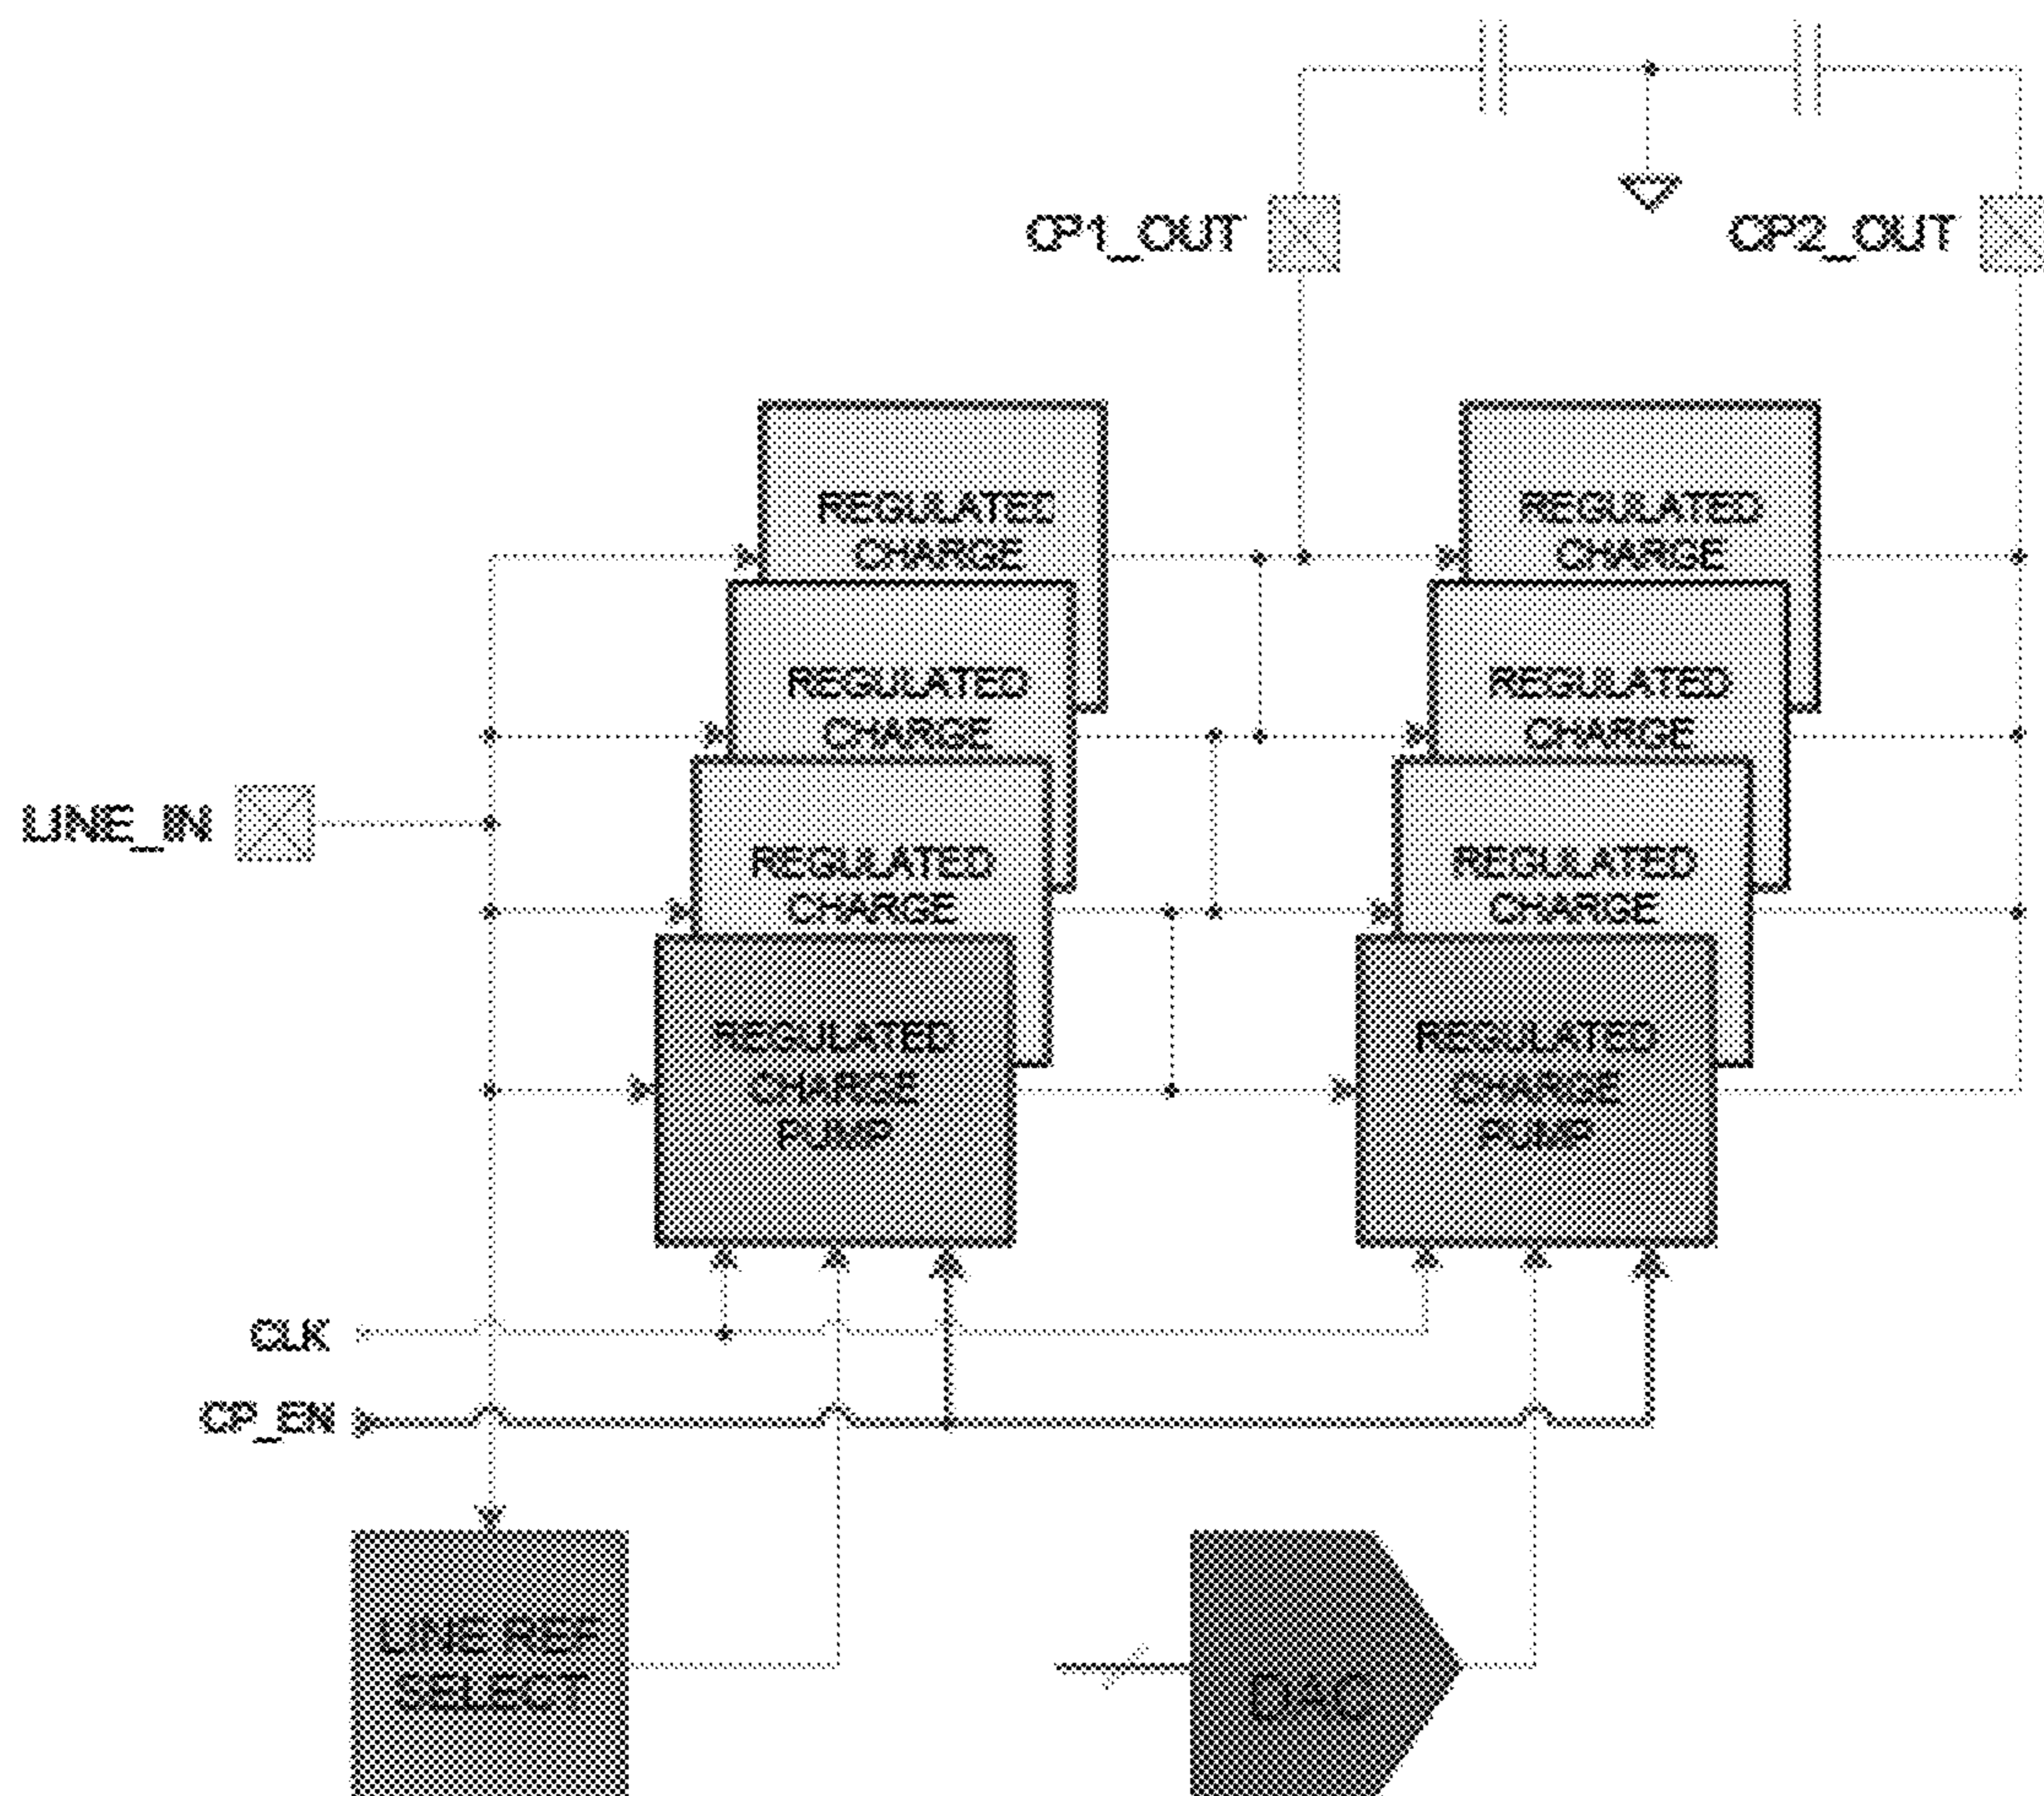 CP1_OUT
CP2_OUT
REGULATED
CHARGE
REGULATED
CHARGE
REGULATED
CHARGE
REGULATED
CHARGE
LINE_IN
REGULATED
CHARGE
REGULATED
CHARGE
REGULATED
CHARGE
PUMP
REGULATED
CHARGE
PUMP
CLK
CP_EN
LINE REF
SELECT
DAC